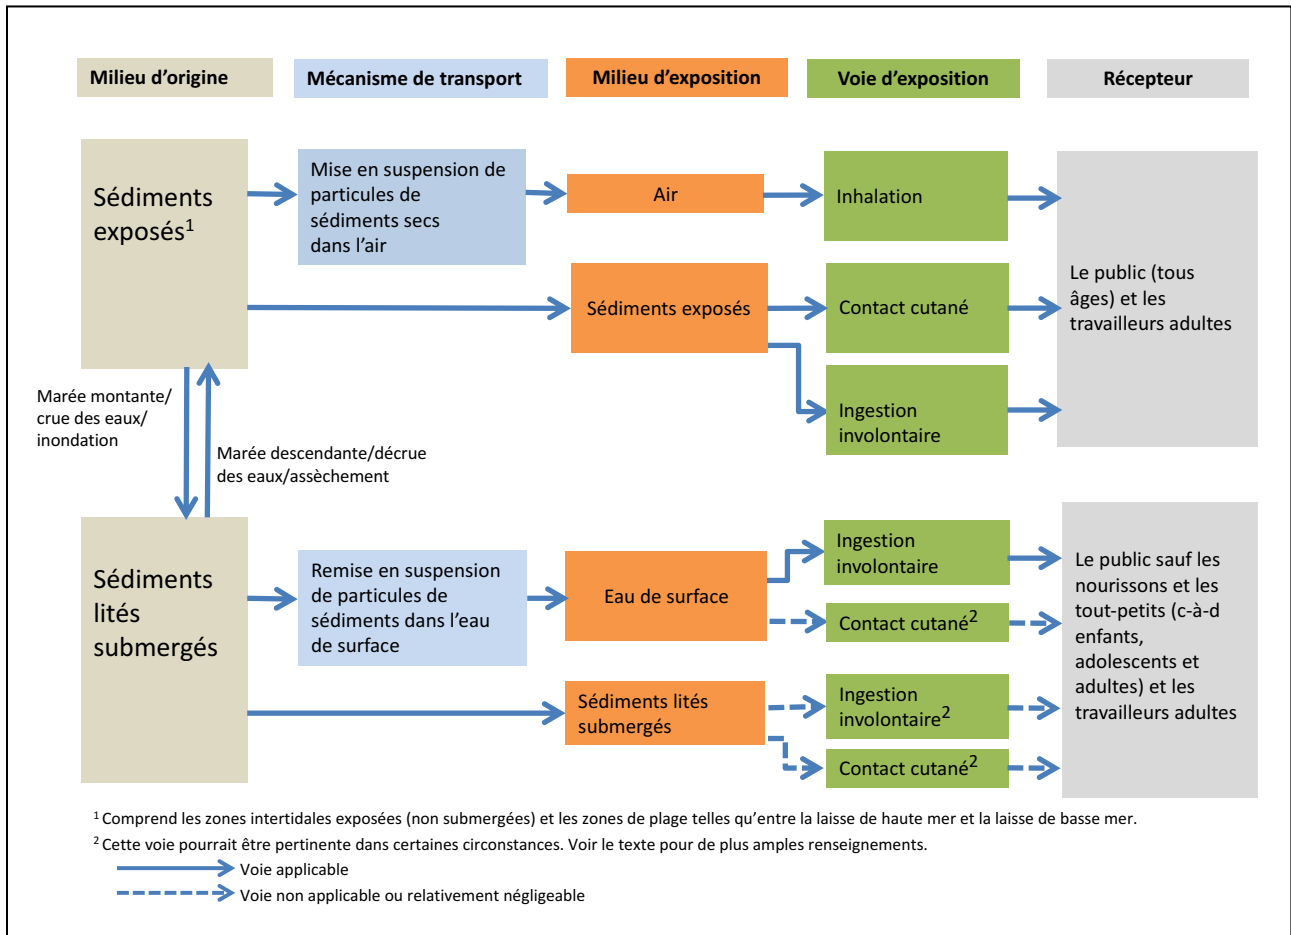 Milieu d'origine
Mécanisme de transport
Milieu d'exposition
Voie d'exposition
Récepteur
Sédiments
exposés1
Mise en suspension de
particules de
sédiments secs
dans l'air
Air
Inhalation
Sédiments exposés
Contact cutané
Ingestion
involontaire
Le public (tous
âges) et les
travailleurs adultes
Marée montante/
crue des eaux/
inondation
Marée descendante/décrue
des eaux/assèchement
Sédiments
lités
submergés
Remise en suspension
de particules de
sédiments dans l'eau
de surface
Eau de surface
Ingestion
involontaire
Contact cutané2
Sédiments lités
submergés
Ingestion
involontaire2
Contact cutané2
Le public sauf les
nourissons et les
tout-petits (c-à-d
enfants,
adolescents et
adultes) et les
travailleurs adultes
1 Comprend les zones intertidales exposées (non submergées) et les zones de plage telles qu'entre la laisse de haute mer et la laisse de basse mer.
2 Cette voie pourrait être pertinente dans certaines circonstances. Voir le texte pour de plus amples renseignements.
Voie applicable
Voie non applicable ou relativement négligeable